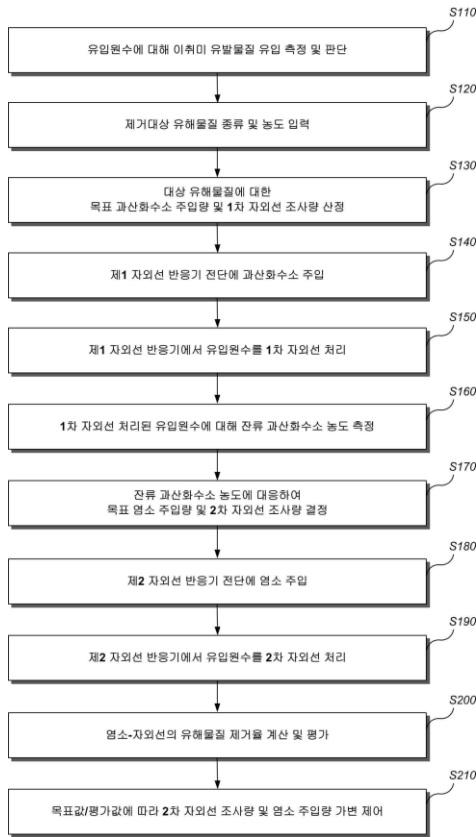 S110
유입원수에 대해 이취미 유발물질 유입 측정 및 판단
S120
제거대상 유해물질 종류 및 농도 입력
S130
대상 유해물질에 대한
목표 과산화수소 주입량 및 1차 자외선 조사량 산정
S140
제1 자외선 반응기 전단에 과산화수소 주입
S150
제1 자외선 반응기에서 유입원수를 1차 자외선 처리
S160
1차 자외선 처리된 유입원수에 대해 잔류 과산화수소 농도 측정
S170
잔류 과산화수소 농도에 대응하여
목표 염소 주입량 및 2차 자외선 조사량 결정
S180
제2 자외선 반응기 전단에 염소 주입
S190
제2 자외선 반응기에서 유입원수를 2차 자외선 처리
S200
염소-자외선의 유해물질 제거율 계산 및 평가
S210
목표값/평가값에 따라 2차 자외선 조사량 및 염소 주입량 가변 제어